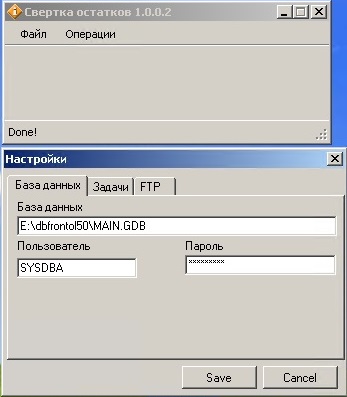 Свертка остатков 1.0.0.2
Файл Операции
Done!
Настройки
База данных Задачи FTP
База данных
E:\dbfrontol50\MAIN.GDB
Пользователь Пароль
SYSDBA *********
Save Cancel